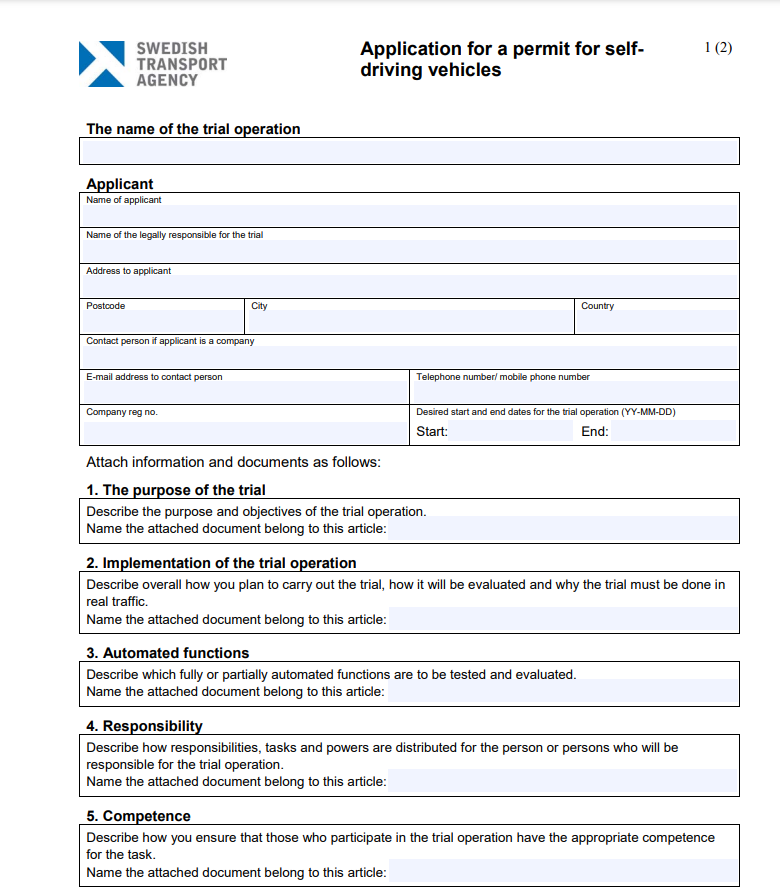 SWEDISH
TRANSPORT
AGENCY
Application for a permit for self-
driving vehicles
1 (2)
The name of the trial operation
Applicant
Name of applicant
Name of the legally responsible for the trial
Address to applicant
Postcode
City
Country
Contact person if applicant is a company
E-mail address to contact person
Telephone number/ mobile phone number
Company reg no.
Desired start and end dates for the trial operation (YY-MM-DD)
Start:
End:
Attach information and documents as follows:
1. The purpose of the trial
Describe the purpose and objectives of the trial operation.
Name the attached document belong to this article:
2. Implementation of the trial operation
Describe overall how you plan to carry out the trial, how it will be evaluated and why the trial must be done in
real traffic.
Name the attached document belong to this article:
3. Automated functions
Describe which fully or partially automated functions are to be tested and evaluated.
Name the attached document belong to this article:
4. Responsibility
Describe how responsibilities, tasks and powers are distributed for the person or persons who will be
responsible for the trial operation.
Name the attached document belong to this article:
5. Competence
Describe how you ensure that those who participate in the trial operation have the appropriate competence
for the task.
Name the attached document belong to this article: